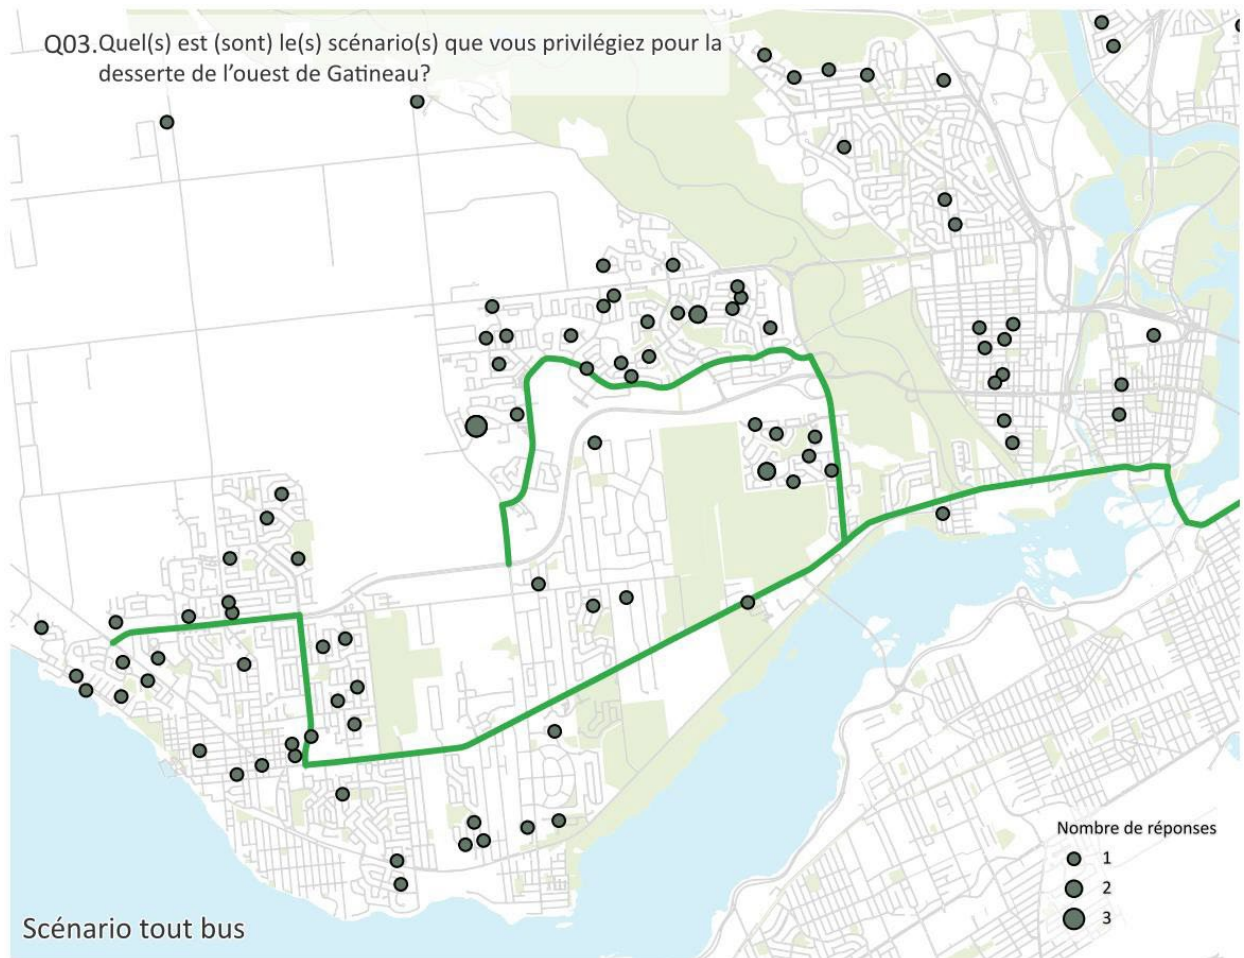 Q03.Quel(s) est (sont) le(s) scénario(s) que vous privilégiez pour la
desserte de l'ouest de Gatineau?
Nombre de réponses
1
2
3
Scénario tout bus